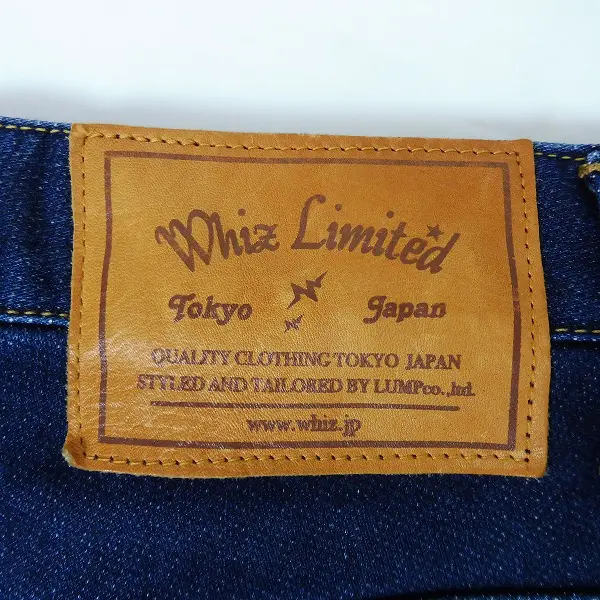 Whiz Limited
Tokyo Japan
QUALITY CLOTHING TOKYO JAPAN
STYLED AND TAILORED BY LUMPco.,ltd.
www.whiz.jp